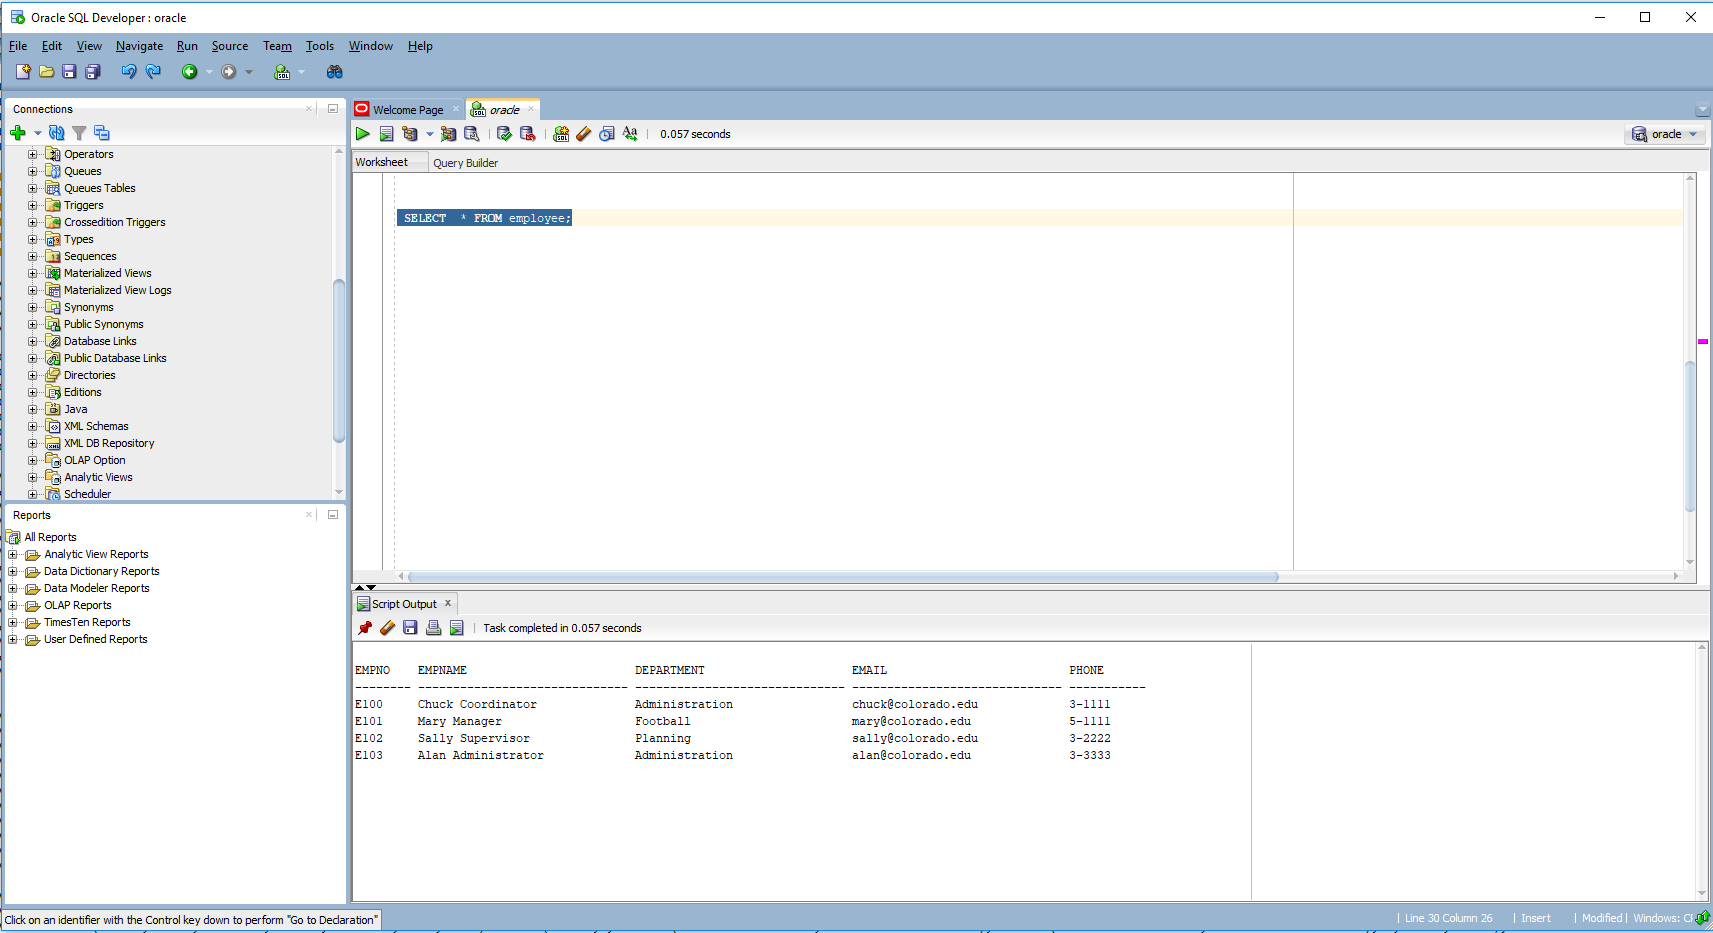 Oracle SQL Developer : oracle
File Edit View Navigate Run Source Team Tools Window Help
Connections
Operators
Queues
Queues Tables
Triggers
Crossedition Triggers
Types
Sequences
Materialized Views
Materialized View Logs
Synonyms
Public Synonyms
Database Links
Public Database Links
Directories
Editions
Java
XML Schemas
XML DB Repository
OLAP Option
Analytic Views
Scheduler
Reports
All Reports
Analytic View Reports
Data Dictionary Reports
Data Modeler Reports
OLAP Reports
TimesTen Reports
User Defined Reports
Welcome Page oracle
0.057 seconds oracle
Worksheet Query Builder
SELECT * FROM employee;
Script Output
Task completed in 0.057 seconds
EMPNO EMPNAME DEPARTMENT EMAIL PHONE
-------- ------------------------------ ------------------------------ ------------------------------ -----------
E100 Chuck Coordinator Administration chuck@colorado.edu 3-1111
E101 Mary Manager Football mary@colorado.edu 5-1111
E102 Sally Supervisor Planning sally@colorado.edu 3-2222
E103 Alan Administrator Administration alan@colorado.edu 3-3333
Click on an identifier with the Control key down to perform "Go to Declaration"
Line 30 Column 26 | Insert | Modified | Windows: